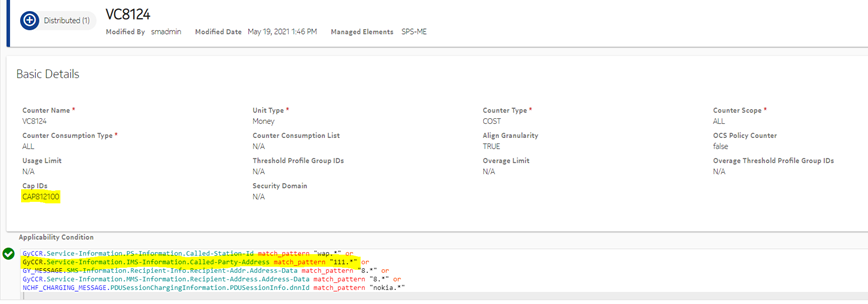 VC8124
Distributed (1)
Modified By smadmin Modified Date May 19, 2021 1:46 PM Managed Elements SPS-ME
Basic Details
Counter Name * Unit Type * Counter Type * Counter Scope *
VC8124 Money COST ALL
Counter Consumption Type * Counter Consumption List Align Granularity OCS Policy Counter
ALL N/A TRUE false
Usage Limit Threshold Profile Group IDs Overage Limit Overage Threshold Profile Group IDs
N/A N/A N/A N/A
Cap IDs Security Domain
CAP812100 N/A
Applicability Condition
GyCCR.Service-Information.PS-Information.Called-Station-Id match_pattern "wap.*" or
GyCCR.Service-Information.IMS-Information.Called-Party-Address match_pattern "111.*" or
GY_MESSAGE.SMS-Information.Recipient-Info.Recipient-Addr.Address-Data match_pattern "8.*" or
GyCCR.Service-Information.MMS-Information.Recipient-Address.Address-Data match_pattern "8.*" or
NCHF_CHARGING_MESSAGE.PDUSessionChargingInformation.PDUSessionInfo.dnnId match_pattern "nokia.*"